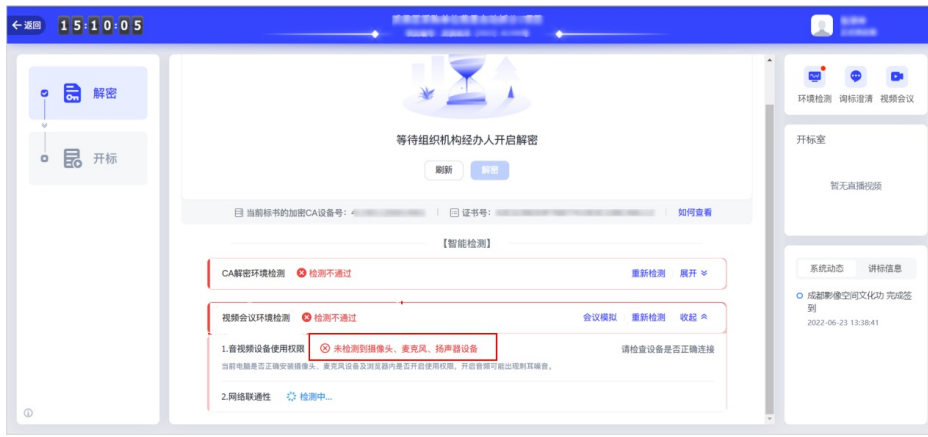 返回 15:10:05
解密
开标
等待组织机构经办人开启解密
刷新 解密
当前标书的加密CA设备号: 证书号: 如何查看
【智能检测】
CA解密环境检测 检测不通过 重新检测 展开
视频会议环境检测 检测不通过 会议模拟 重新检测 收起
1.音视频设备使用权限 未检测到摄像头、麦克风、扬声器设备 请检查设备是否正确连接
当前电脑是否正确安装摄像头、麦克风设备及浏览器内是否开启使用权限，开启音频可能出现刺耳噪音。
2.网络联通性 检测中...
环境检测 询标澄清 视频会议
开标室
暂无直播视频
系统动态 讲标信息
成都影像空间文化功 完成签
到
2022-06-23 13:38:41